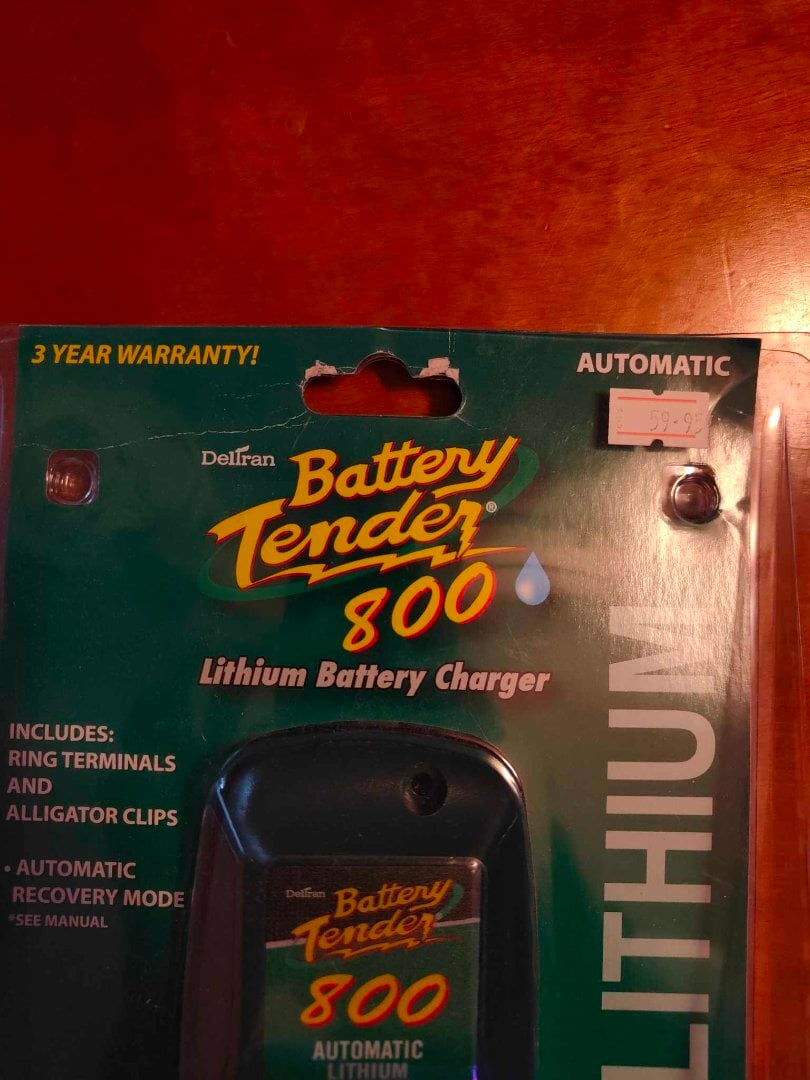 3 YEAR WARRANTY!
AUTOMATIC
59-95
Deltran
Battery
Tender®
800
Lithium Battery Charger
INCLUDES:
RING TERMINALS
AND
ALLIGATOR CLIPS
• AUTOMATIC
RECOVERY MODE
*SEE MANUAL
LITHIUM
Deltran
Battery
Tender
800
AUTOMATIC
LITHIUM